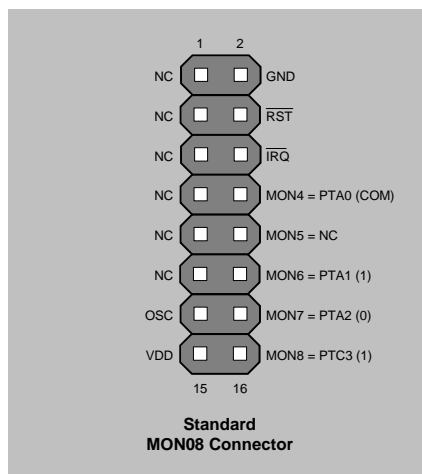 1 2
NC GND
NC RST
NC IRQ
NC MON4 = PTA0 (COM)
NC MON5 = NC
NC MON6 = PTA1 (1)
OSC MON7 = PTA2 (0)
VDD MON8 = PTC3 (1)
15 16
Standard
MON08 Connector